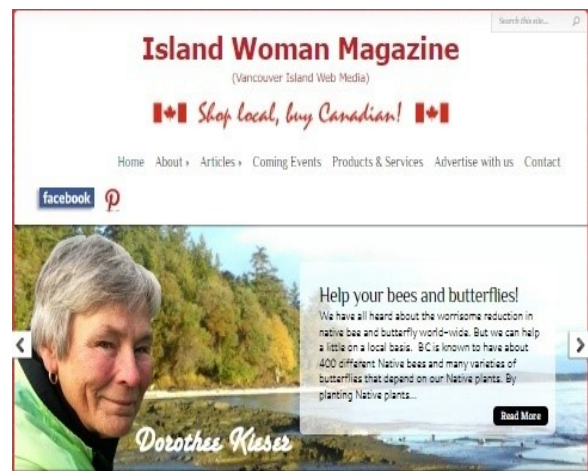 Search this site...
Island Woman Magazine
(Vancouver Island Web Media)
Shop local, buy Canadian!
Home About Articles Coming Events Products & Services Advertise with us Contact
facebook
Help your bees and butterflies!
We have all heard about the worrisome reduction in
native bee and butterfly world-wide. But we can help
a little on a local basis. BC is known to have about
400 different Native bees and many varieties of
butterflies that depend on our Native plants. By
planting Native plants...
Read More
Dorothee Kieser